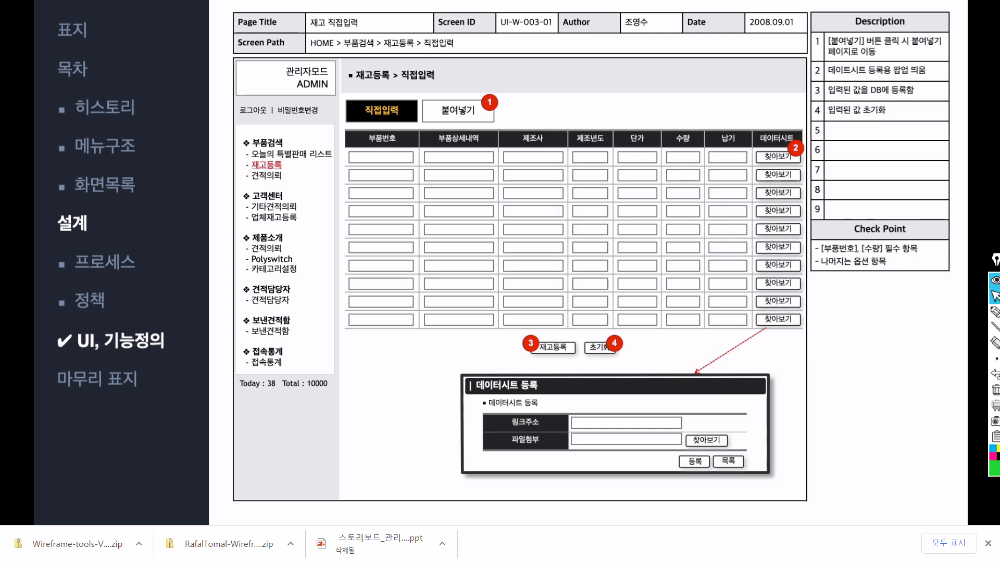 표지
목차
▪ 히스토리
▪ 메뉴구조
▪ 화면목록
설계
▪ 프로세스
▪ 정책
✔ UI, 기능정의
마무리 표지
Page Title 재고 직접입력 Screen ID UI-W-003-01 Author 조영수 Date 2008.09.01
Screen Path HOME > 부품검색 > 재고등록 > 직접입력
관리자모드
ADMIN
로그아웃 | 비밀번호변경
❖ 부품검색
- 오늘의 특별판매 리스트
- 재고등록
- 견적의뢰
❖ 고객센터
- 기타견적의뢰
- 업체재고등록
❖ 제품소개
- 견적의뢰
- Polyswitch
- 카테고리설정
❖ 견적담당자
- 견적담당자
❖ 보낸견적함
- 보낸견적함
❖ 접속통계
- 접속통계
Today : 38 Total : 10000
▪ 재고등록 > 직접입력
직접입력 붙여넣기 1
부품번호 부품상세내역 제조사 제조년도 단가 수량 납기 데이터시트
찾아보기 2
찾아보기
찾아보기
찾아보기
찾아보기
찾아보기
찾아보기
찾아보기
찾아보기
찾아보기
3 재고등록 초기화 4
| 데이터시트 등록
▪ 데이터시트 등록
링크주소
파일첨부 찾아보기
등록 목록
Description
1 [붙여넣기] 버튼 클릭 시 붙여넣기
페이지로 이동
2 데이트시트 등록용 팝업 띄움
3 입력된 값을 DB에 등록함
4 입력된 값 초기화
5
6
7
8
9
Check Point
- [부품번호], [수량] 필수 항목
- 나머지는 옵션 항목
Wireframe-tools-V....zip
RafalTomal-Wirefr....zip
스토리보드_관리....ppt
삭제됨
모두 표시